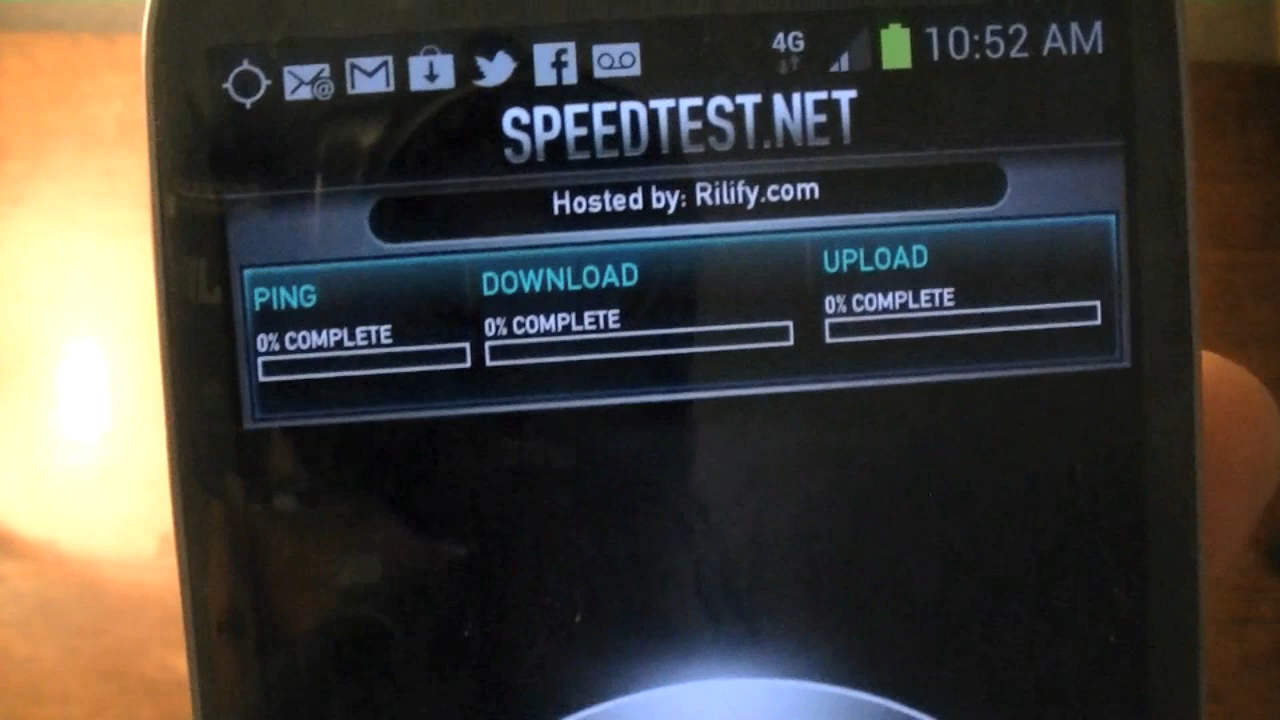 4G 10:52 AM
SPEEDTEST.NET
Hosted by: Rilify.com
PING DOWNLOAD UPLOAD
0% COMPLETE 0% COMPLETE 0% COMPLETE